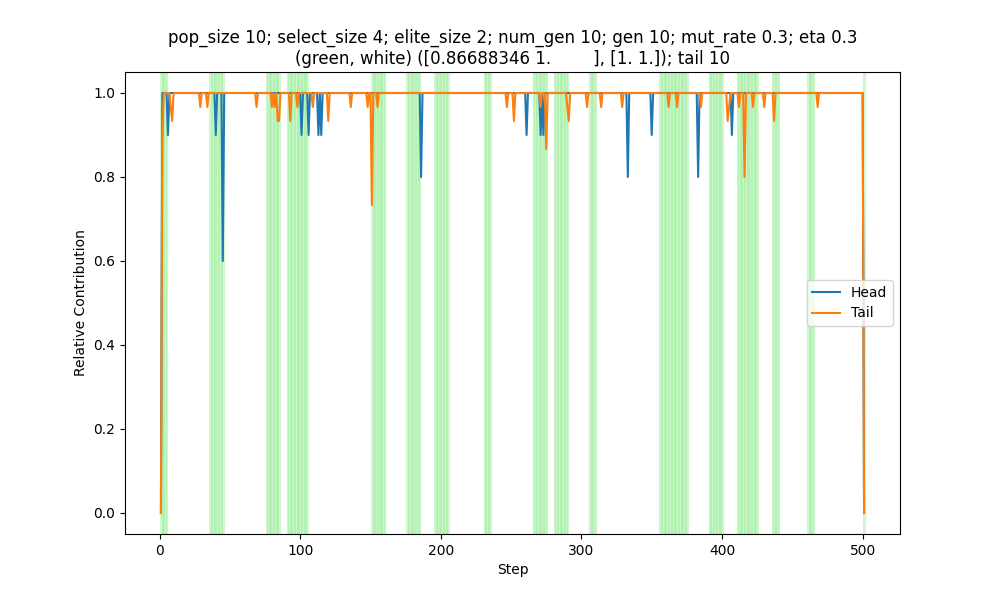 pop_size 10; select_size 4; elite_size 2; num_gen 10; gen 10; mut_rate 0.3; eta 0.3
(green, white) ([0.86688346 1.         ], [1. 1.]); tail 10
1.0
0.8
0.6
0.4
0.2
0.0
Relative Contribution
Head
Tail
0
100
200
300
400
500
Step